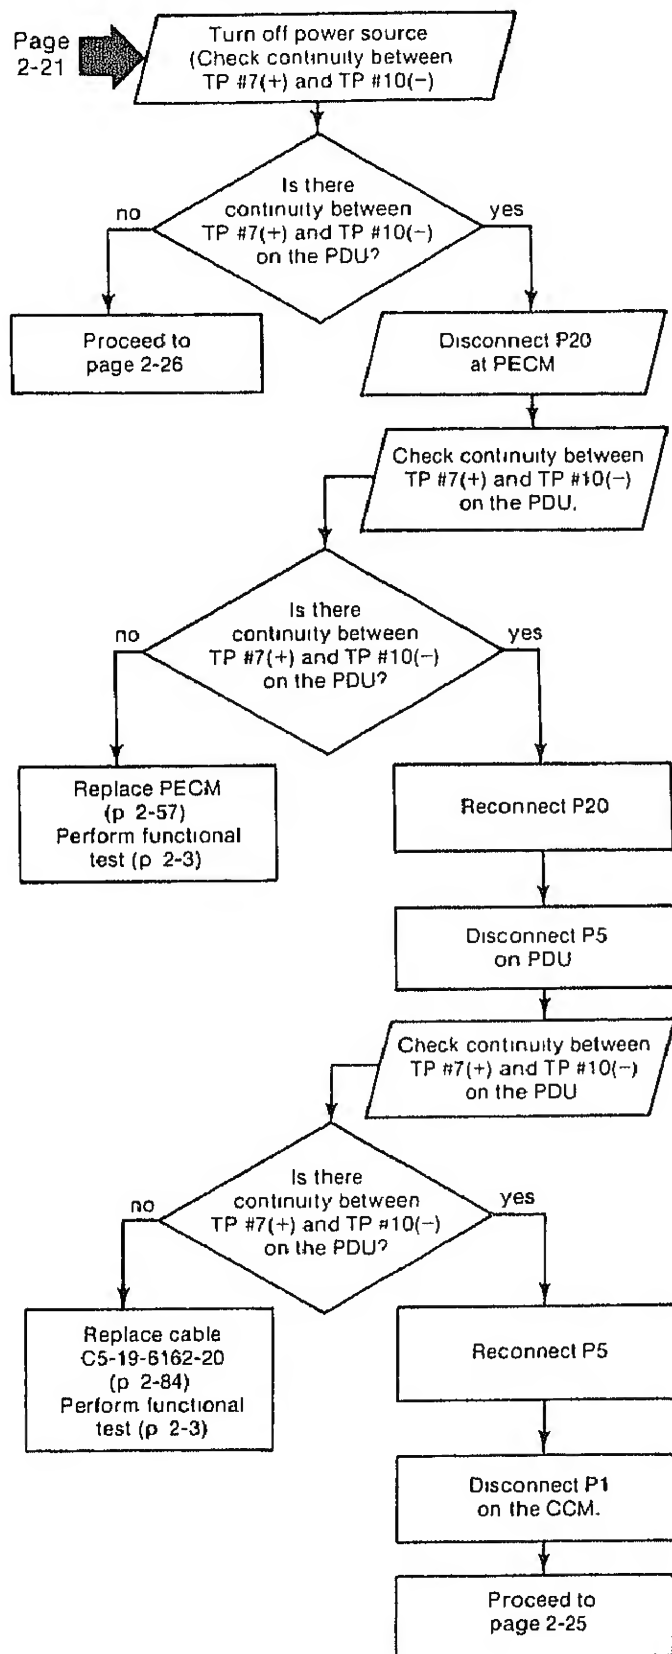 Page
2-21
Turn off power source
(Check continuity between
TP #7(+) and TP #10(−)
Is there
continuity between
TP #7(+) and TP #10(−)
on the PDU?
no
yes
Proceed to
page 2-26
Disconnect P20
at PECM
Check continuity between
TP #7(+) and TP #10(−)
on the PDU.
Is there
continuity between
TP #7(+) and TP #10(−)
on the PDU?
no
yes
Replace PECM
(p 2-57)
Perform functional
test (p 2-3)
Reconnect P20
Disconnect P5
on PDU
Check continuity between
TP #7(+) and TP #10(−)
on the PDU
Is there
continuity between
TP #7(+) and TP #10(−)
on the PDU?
no
yes
Replace cable
C5-19-6162-20
(p 2-84)
Perform functional
test (p 2-3)
Reconnect P5
Disconnect P1
on the CCM.
Proceed to
page 2-25